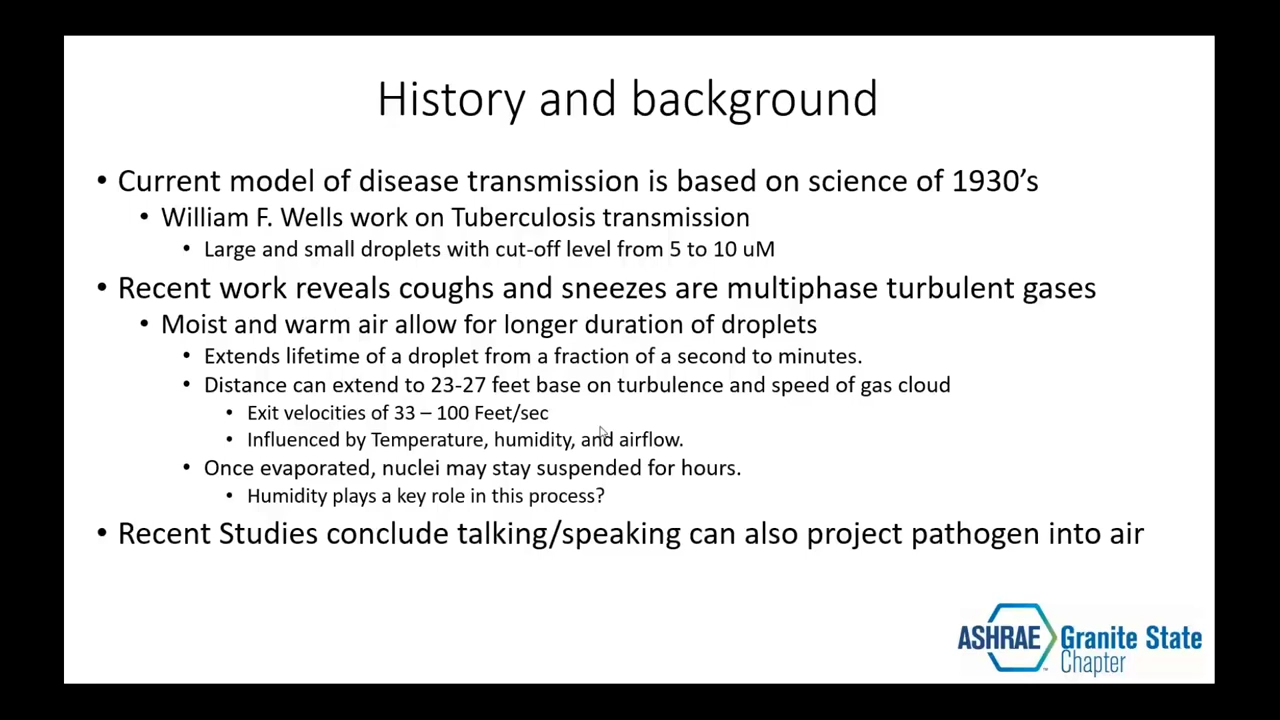 History and background
• Current model of disease transmission is based on science of 1930's
• William F. Wells work on Tuberculosis transmission
• Large and small droplets with cut-off level from 5 to 10 uM
• Recent work reveals coughs and sneezes are multiphase turbulent gases
• Moist and warm air allow for longer duration of droplets
• Extends lifetime of a droplet from a fraction of a second to minutes.
• Distance can extend to 23-27 feet base on turbulence and speed of gas cloud
• Exit velocities of 33 – 100 Feet/sec
• Influenced by Temperature, humidity, and airflow.
• Once evaporated, nuclei may stay suspended for hours.
• Humidity plays a key role in this process?
• Recent Studies conclude talking/speaking can also project pathogen into air
ASHRAE Granite State
Chapter